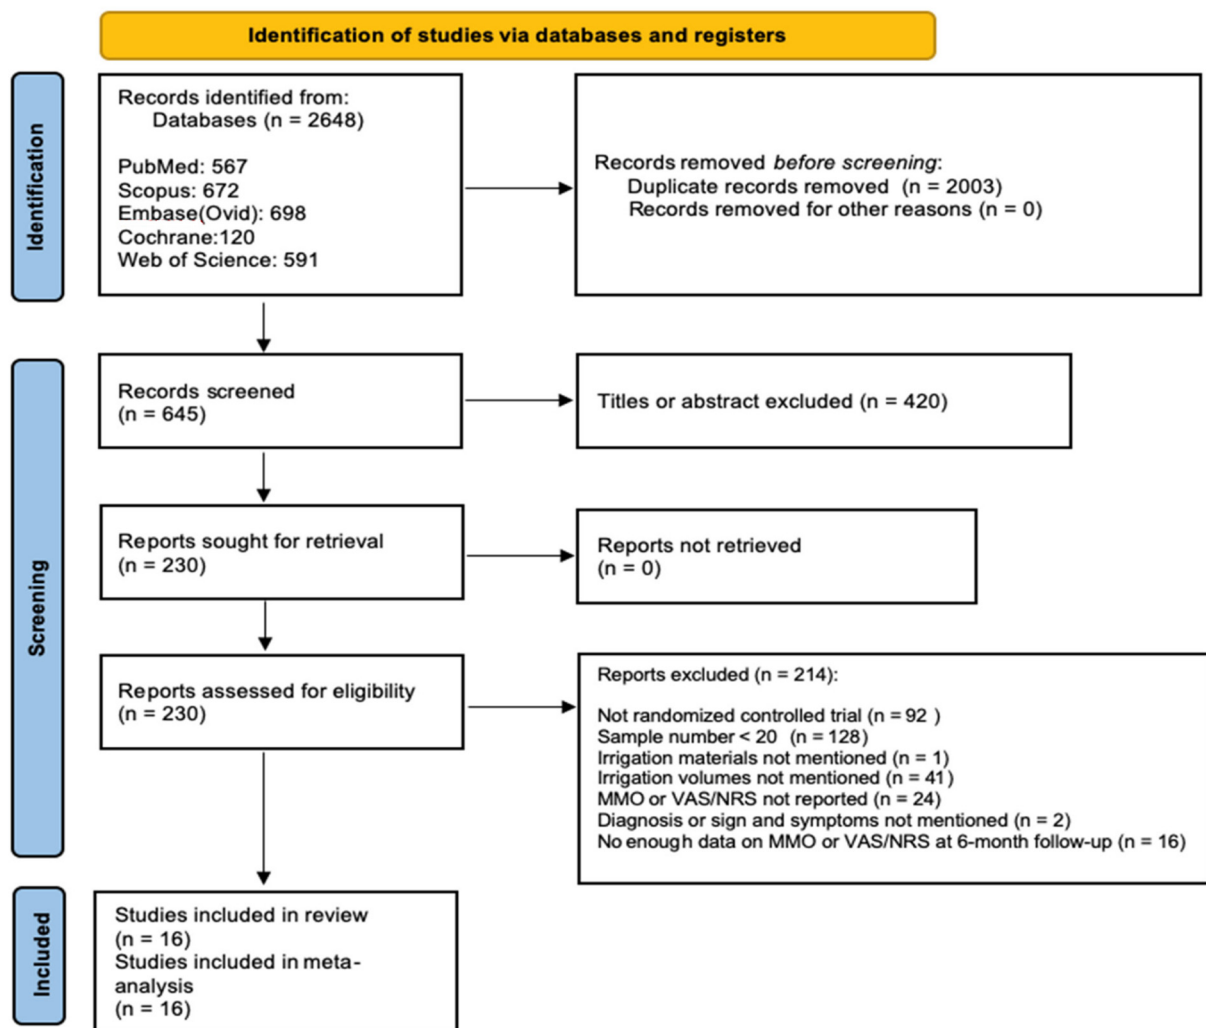 Identification of studies via databases and registers
Identification
Records identified from:
Databases (n = 2648)
PubMed: 567
Scopus: 672
Embase(Ovid): 698
Cochrane:120
Web of Science: 591
Records removed before screening:
Duplicate records removed (n = 2003)
Records removed for other reasons (n = 0)
Screening
Records screened
(n = 645)
Titles or abstract excluded (n = 420)
Reports sought for retrieval
(n = 230)
Reports not retrieved
(n = 0)
Reports assessed for eligibility
(n = 230)
Reports excluded (n = 214):
Not randomized controlled trial (n = 92 )
Sample number < 20 (n = 128)
Irrigation materials not mentioned (n = 1)
Irrigation volumes not mentioned (n = 41)
MMO or VAS/NRS not reported (n = 24)
Diagnosis or sign and symptoms not mentioned (n = 2)
No enough data on MMO or VAS/NRS at 6-month follow-up (n = 16)
Included
Studies included in review
(n = 16)
Studies included in meta-
analysis
(n = 16)